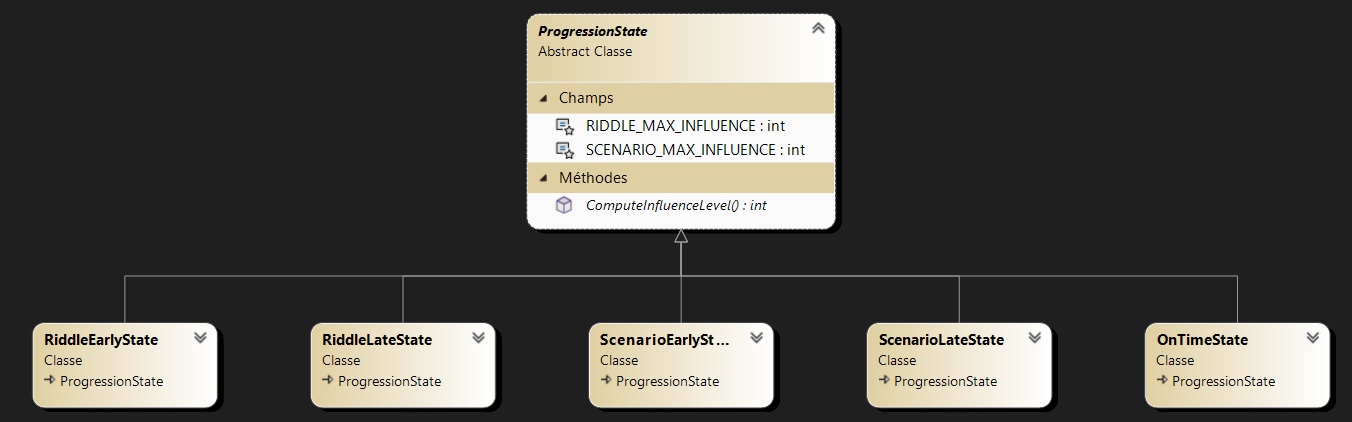 ProgressionState
Abstract Classe
Champs
RIDDLE_MAX_INFLUENCE : int
SCENARIO_MAX_INFLUENCE : int
Méthodes
ComputeInfluenceLevel() : int
RiddleEarlyState
Classe
ProgressionState
RiddleLateState
Classe
ProgressionState
ScenarioEarlySt...
Classe
ProgressionState
ScenarioLateState
Classe
ProgressionState
OnTimeState
Classe
ProgressionState